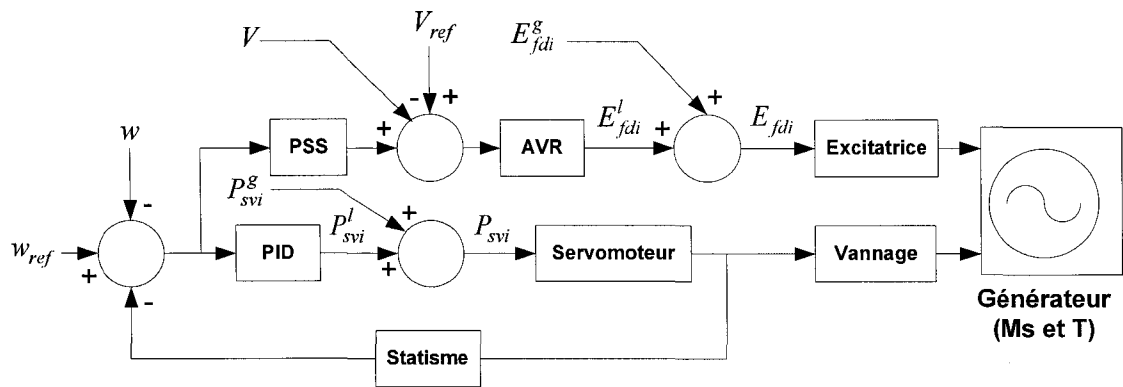 V
V_ref
E^g_fdi
- +
+
w
PSS
+
AVR
E^l_fdi
+
E_fdi
Excitatrice
-
P^g_svi
+
w_ref
+
PID
P^l_svi
+
P_svi
Servomoteur
Vannage
-
Statisme
Générateur
(Ms et T)